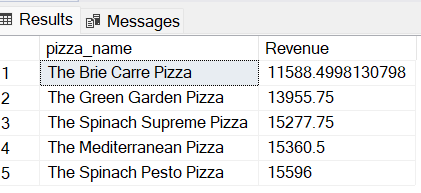 Results Messages
pizza_name Revenue
1 The Brie Carre Pizza 11588.4998130798
2 The Green Garden Pizza 13955.75
3 The Spinach Supreme Pizza 15277.75
4 The Mediterranean Pizza 15360.5
5 The Spinach Pesto Pizza 15596